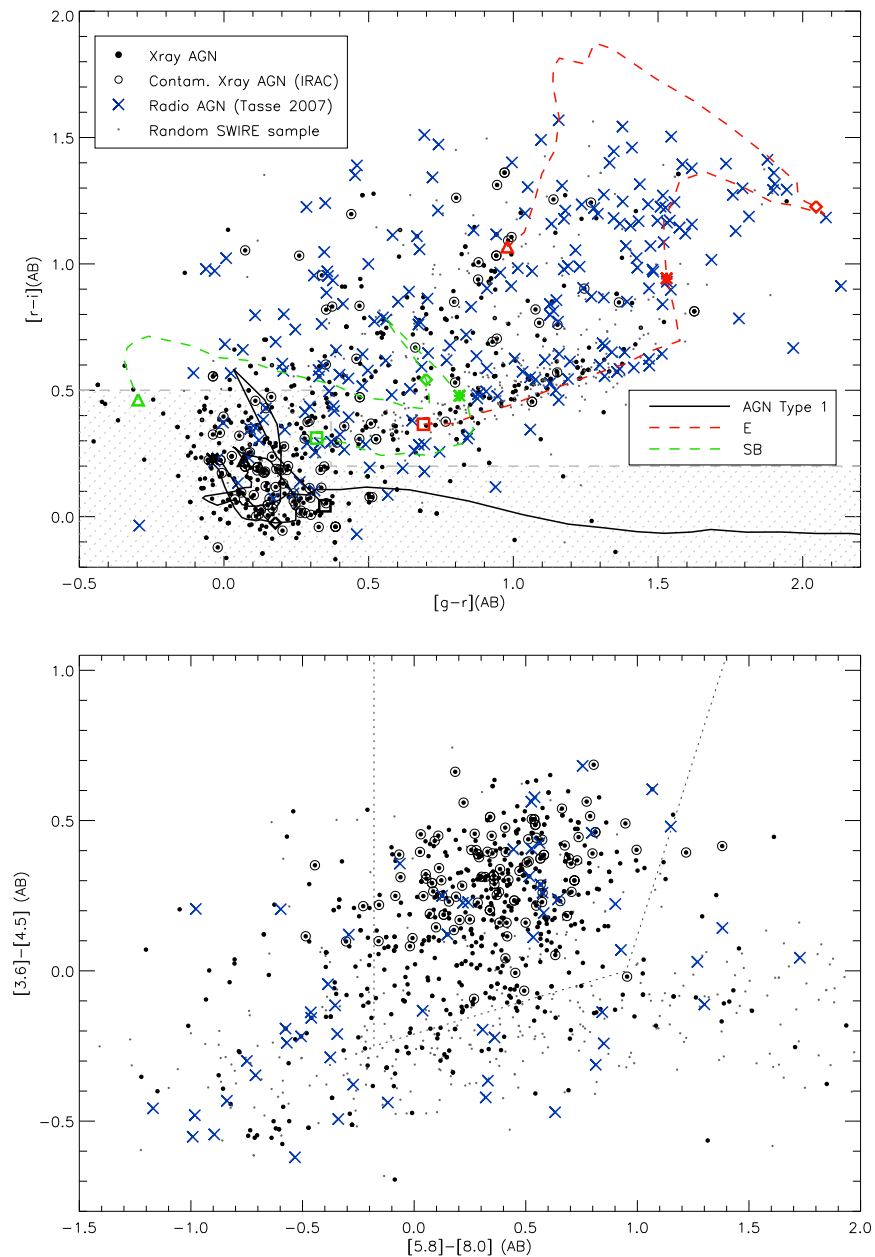 2.0
Xray AGN
Contam. Xray AGN (IRAC)
Radio AGN (Tasse 2007)
Random SWIRE sample
1.5
1.0
[r-i](AB)
0.5
AGN Type 1
E
SB
0.0
-0.5 0.0 0.5 1.0 1.5 2.0
[g-r](AB)
1.0
0.5
[3.6]-[4.5] (AB)
0.0
-0.5
-1.5 -1.0 -0.5 0.0 0.5 1.0 1.5 2.0
[5.8]-[8.0] (AB)